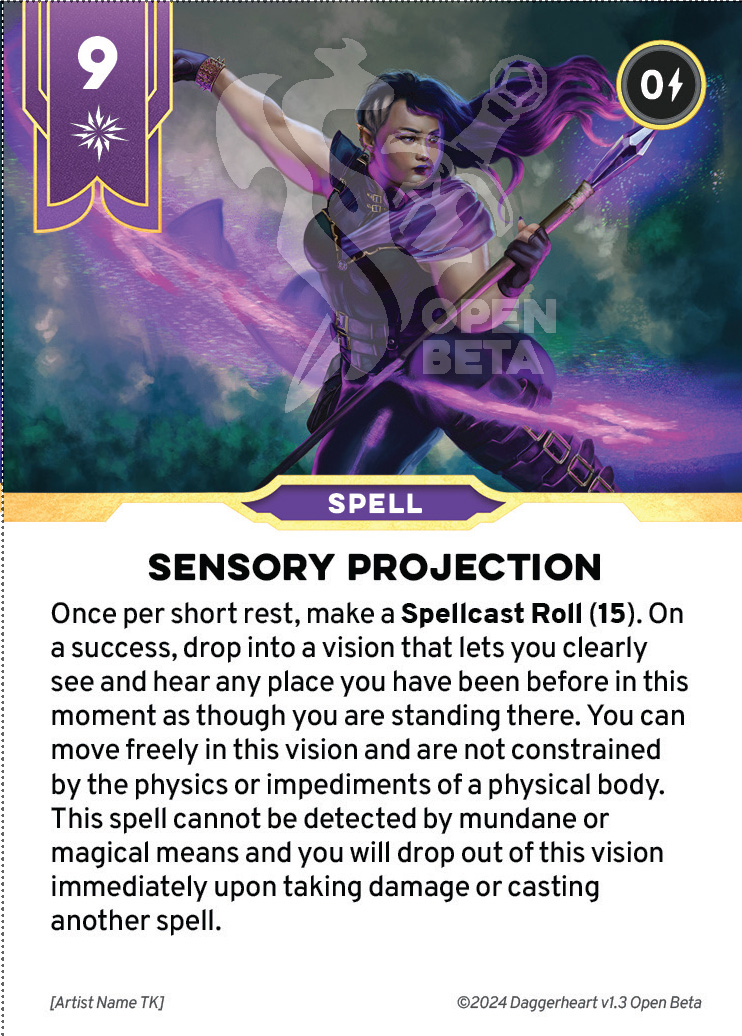 9
0
OPEN
BETA
SPELL
SENSORY PROJECTION
Once per short rest, make a Spellcast Roll (15). On
a success, drop into a vision that lets you clearly
see and hear any place you have been before in this
moment as though you are standing there. You can
move freely in this vision and are not constrained
by the physics or impediments of a physical body.
This spell cannot be detected by mundane or
magical means and you will drop out of this vision
immediately upon taking damage or casting
another spell.
[Artist Name TK]
©2024 Daggerheart v1.3 Open Beta